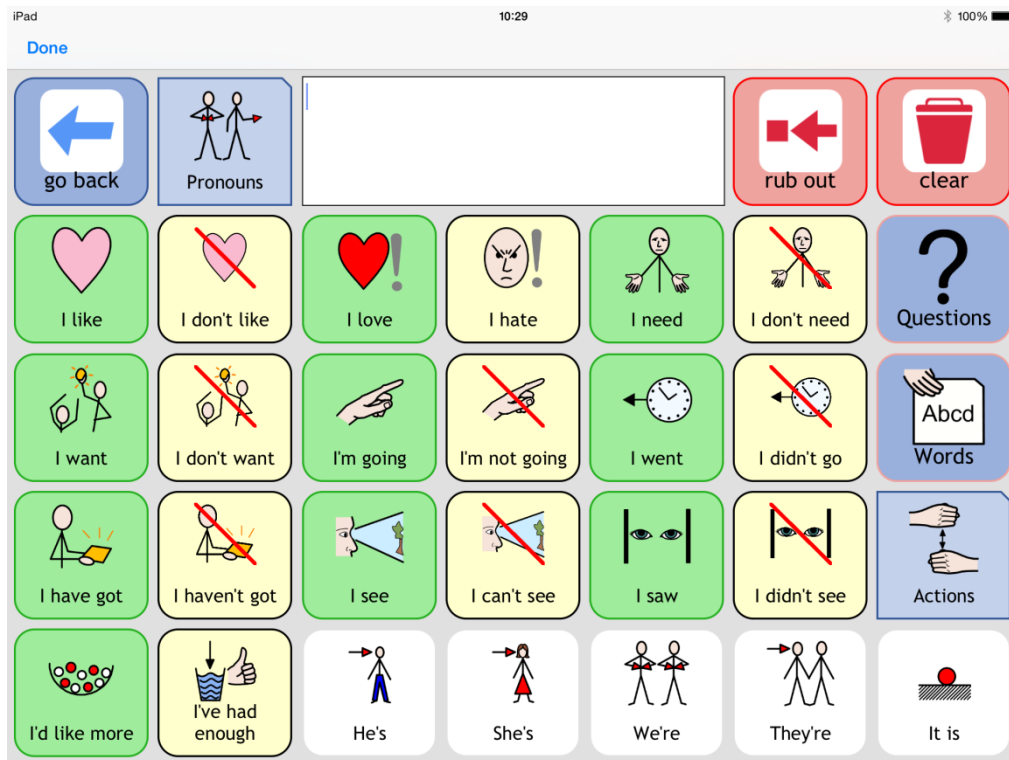 iPad 10:29 100%
Done
go back Pronouns rub out clear
I like I don't like I love I hate I need I don't need Questions
Abcd
I want I don't want I'm going I'm not going I went I didn't go Words
I have got I haven't got I see I can't see I saw I didn't see Actions
I'd like more I've had
enough He's She's We're They're It is